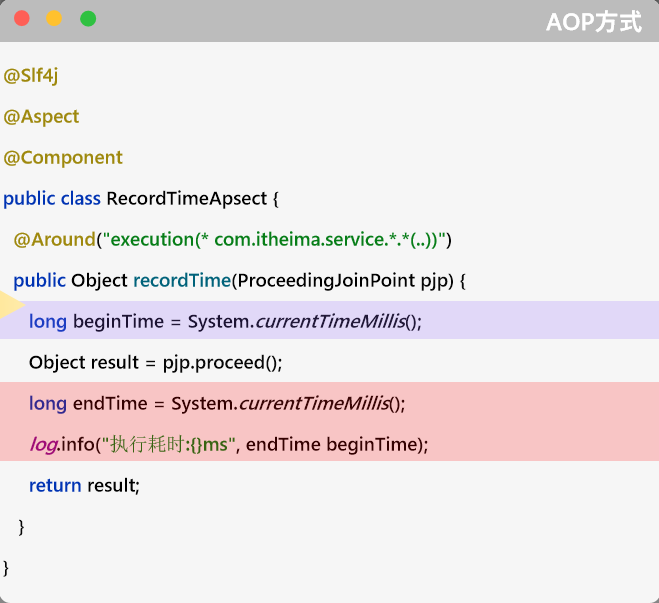 AOP方式
@Slf4j
@Aspect
@Component
public class RecordTimeApsect {
@Around("execution(* com.itheima.service.*.*(..))")
public Object recordTime(ProceedingJoinPoint pjp) {
long beginTime = System.currentTimeMillis();
Object result = pjp.proceed();
long endTime = System.currentTimeMillis();
log.info("执行耗时:{}ms", endTime beginTime);
return result;
}
}